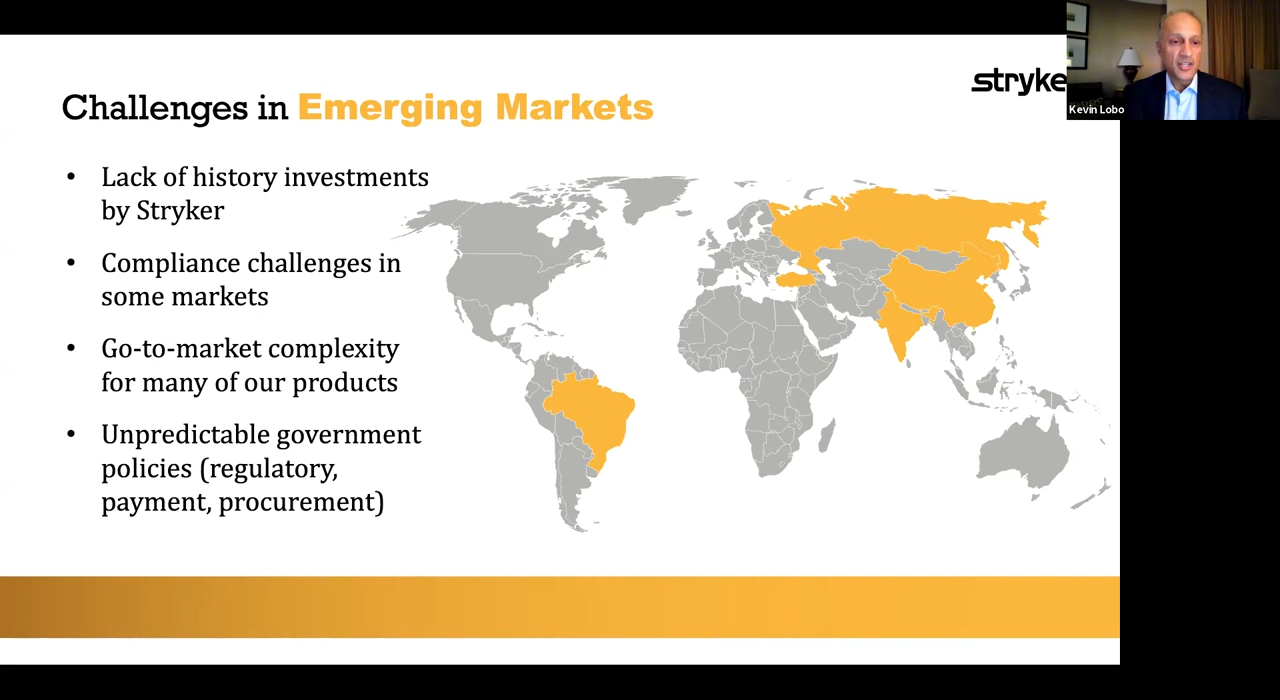 stryke
Kevin Lobo
Challenges in Emerging Markets
• Lack of history investments
by Stryker
• Compliance challenges in
some markets
• Go-to-market complexity
for many of our products
• Unpredictable government
policies (regulatory,
payment, procurement)